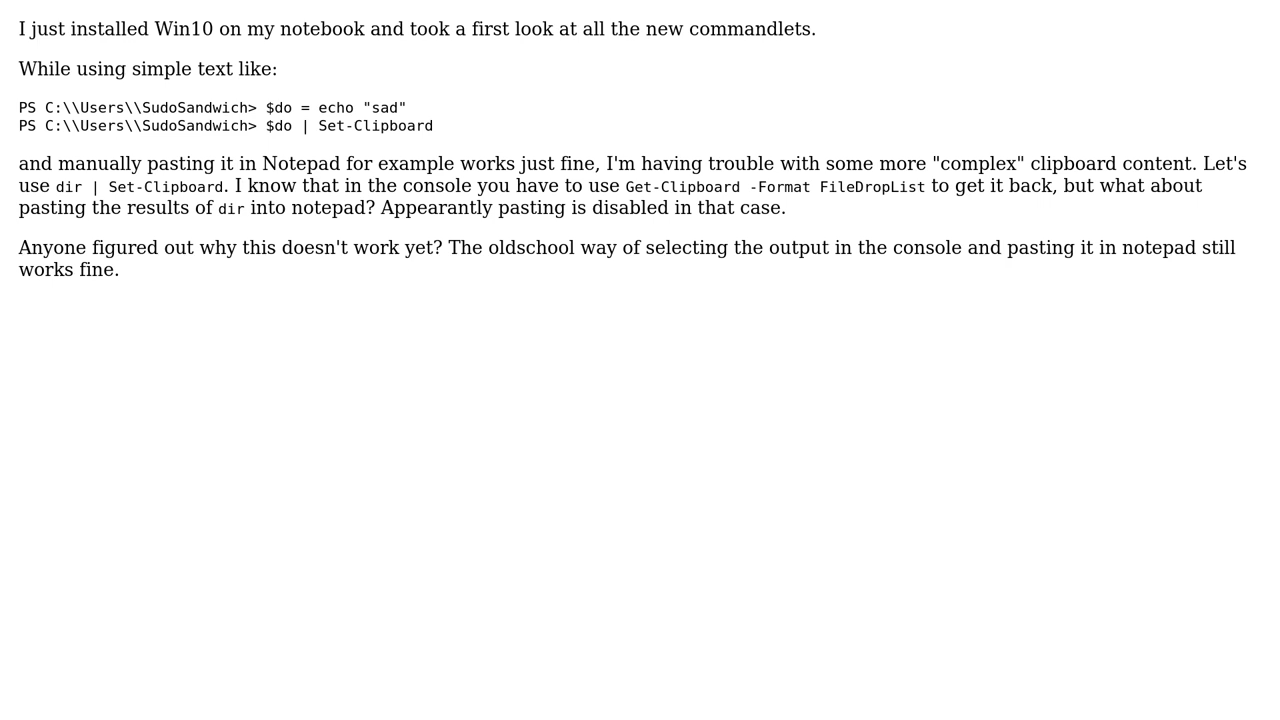 I just installed Win10 on my notebook and took a first look at all the new commandlets.
While using simple text like:
PS C:\\Users\\SudoSandwich> $do = echo "sad"
PS C:\\Users\\SudoSandwich> $do | Set-Clipboard
and manually pasting it in Notepad for example works just fine, I'm having trouble with some more "complex" clipboard content. Let's
use dir | Set-Clipboard. I know that in the console you have to use Get-Clipboard -Format FileDropList to get it back, but what about
pasting the results of dir into notepad? Appearantly pasting is disabled in that case.
Anyone figured out why this doesn't work yet? The oldschool way of selecting the output in the console and pasting it in notepad still
works fine.